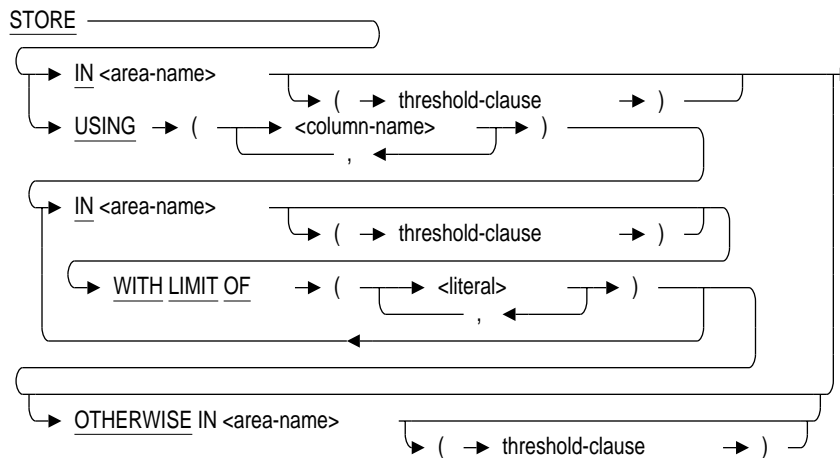 STORE
IN <area-name>
( threshold-clause )
USING ( <column-name> )
,
IN <area-name>
( threshold-clause )
WITH LIMIT OF ( <literal> )
,
OTHERWISE IN <area-name>
( threshold-clause )